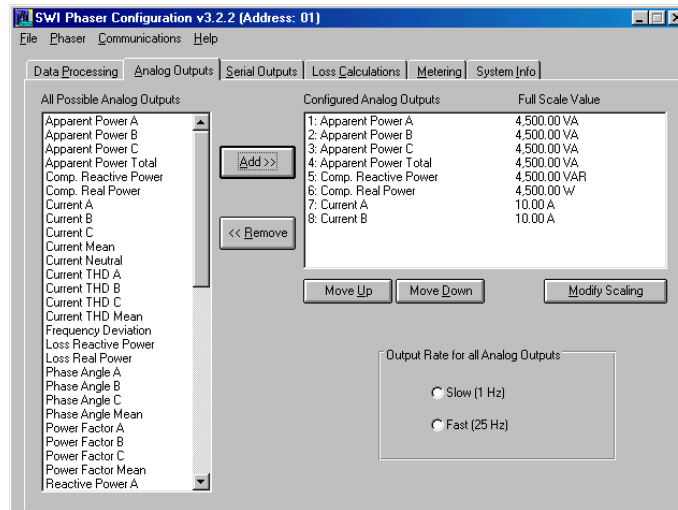 SWI Phaser Configuration v3.2.2 (Address: 01)
File Phaser Communications Help
Data Processing Analog Outputs Serial Outputs Loss Calculations Metering System Info
All Possible Analog Outputs
Apparent Power A
Apparent Power B
Apparent Power C
Apparent Power Total
Comp. Reactive Power
Comp. Real Power
Current A
Current B
Current C
Current Mean
Current Neutral
Current THD A
Current THD B
Current THD C
Current THD Mean
Frequency Deviation
Loss Reactive Power
Loss Real Power
Phase Angle A
Phase Angle B
Phase Angle C
Phase Angle Mean
Power Factor A
Power Factor B
Power Factor C
Power Factor Mean
Reactive Power A
Add >>
<< Remove
Configured Analog Outputs Full Scale Value
1: Apparent Power A 4,500.00 VA
2: Apparent Power B 4,500.00 VA
3: Apparent Power C 4,500.00 VA
4: Apparent Power Total 4,500.00 VA
5: Comp. Reactive Power 4,500.00 VAR
6: Comp. Real Power 4,500.00 W
7: Current A 10.00 A
8: Current B 10.00 A
Move Up Move Down Modify Scaling
Output Rate for all Analog Outputs
Slow (1 Hz)
Fast (25 Hz)